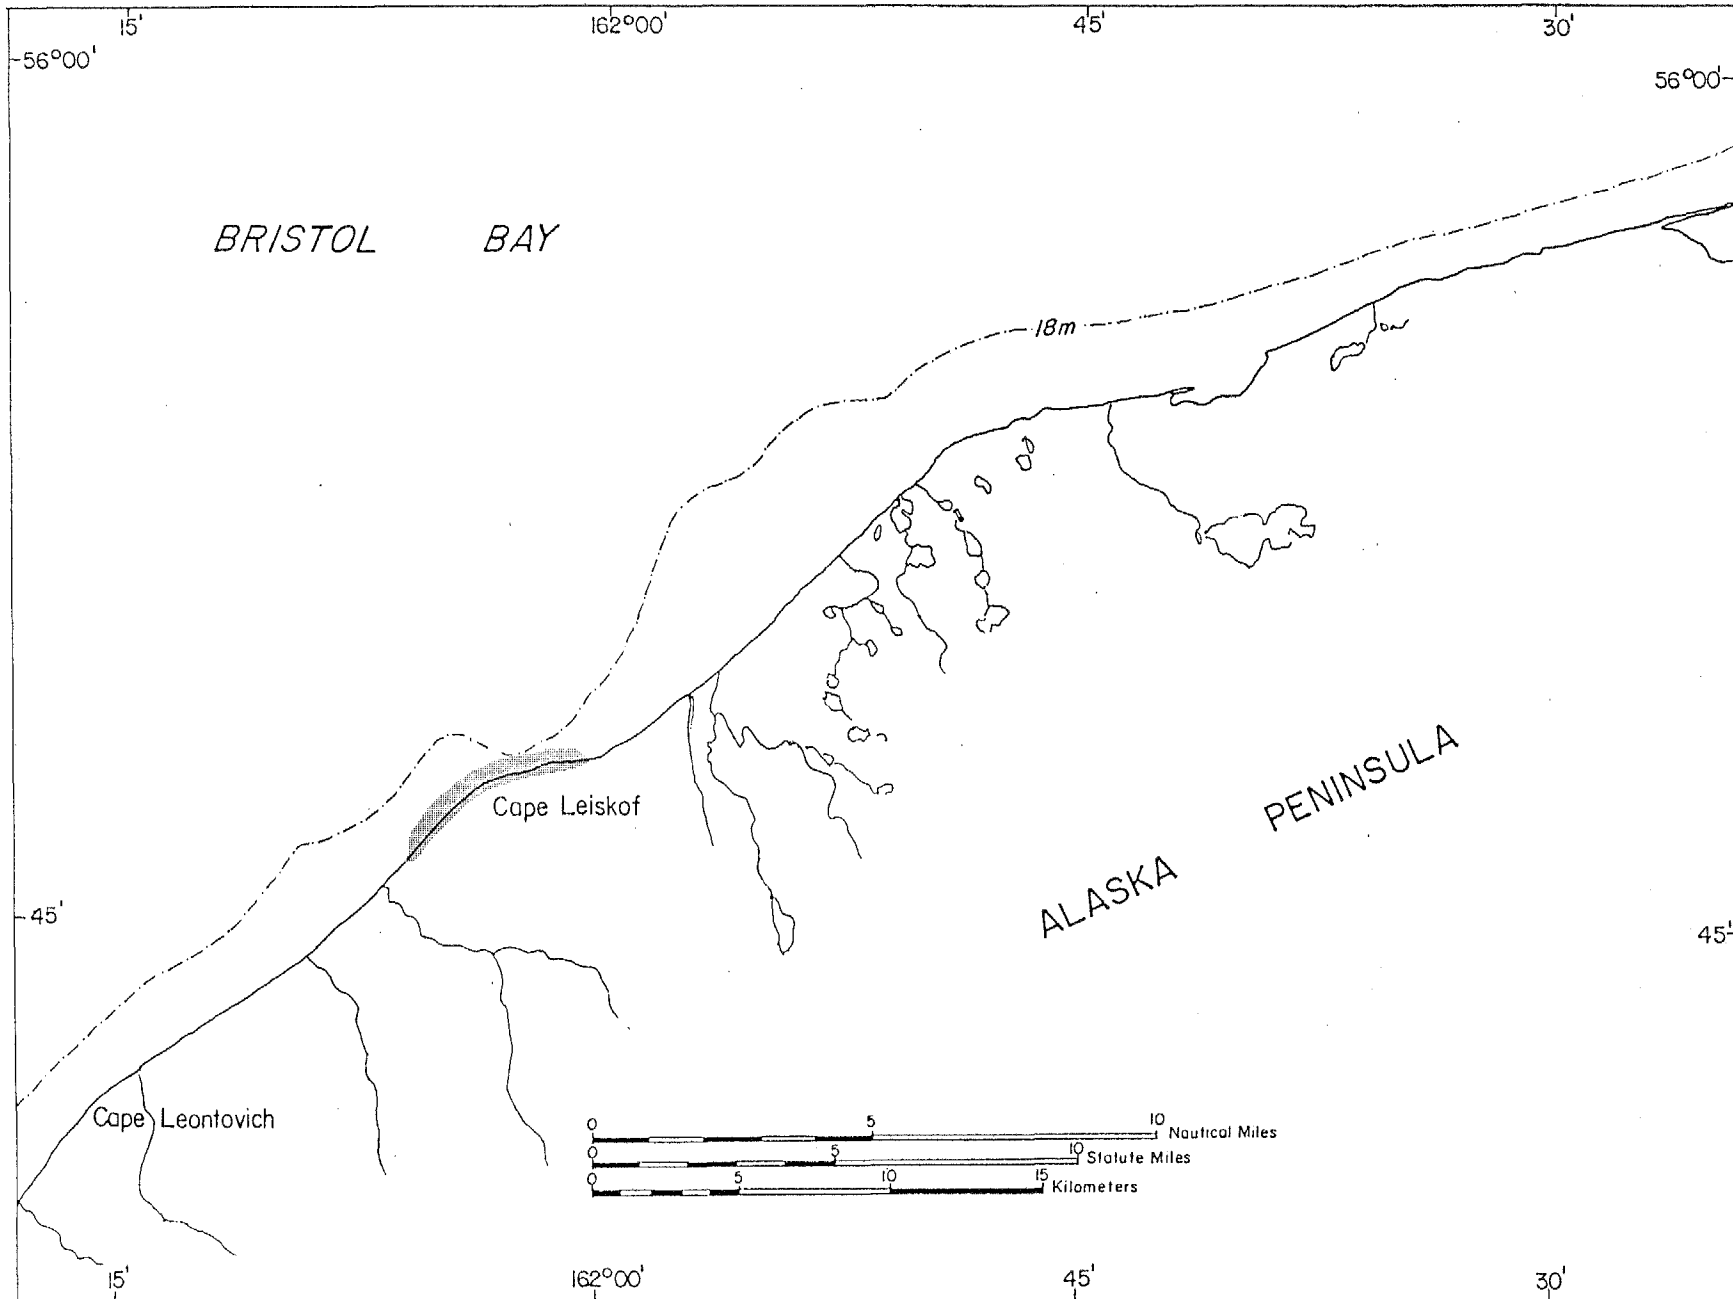 15' 162°00' 45' 30'
56°00'
56°00'
BRISTOL BAY
18m
Cape Leiskof
ALASKA PENINSULA
45'
45'
Cape Leontovich
0 5 10 Nautical Miles
0 5 10 Statute Miles
0 5 10 15 Kilometers
15' 162°00' 45' 30'